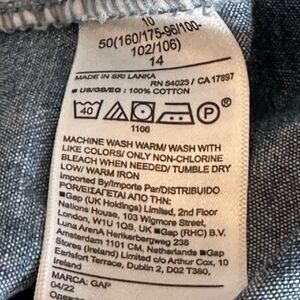 10
50(160/175-96/100-
102/106)
14
MADE IN SRI LANKA
RN 54023 / CA 17897
■ US/GB/EG : 100% COTTON
40 P ®
1166
MACHINE WASH WARM/ WASH WITH
LIKE COLORS/ ONLY NON-CHLORINE
BLEACH WHEN NEEDED/ TUMBLE DRY
LOW/ WARM IRON
Imported By/Importe Par/DISTRIBUIDO
POR/ΕΙΣΑΓΕΤΑΙ ΑΠΟ ΤΗΝ:
■Gap (UK Holdings) Limited, 2nd Floor
Nations House, 103 Wigmore Street,
London, W1U 1QS, UK ■Gap (RHC) B.V.
Luna Arena Herikerbergweg 238
Amsterdam 1101 CM, Netherlands ■Gap
Stores (Ireland) Limited c/o Arthur Cox, 10
Earlsfort Terrace, Dublin 2, D02 T380,
Ireland
MARCA: GAP
04/22